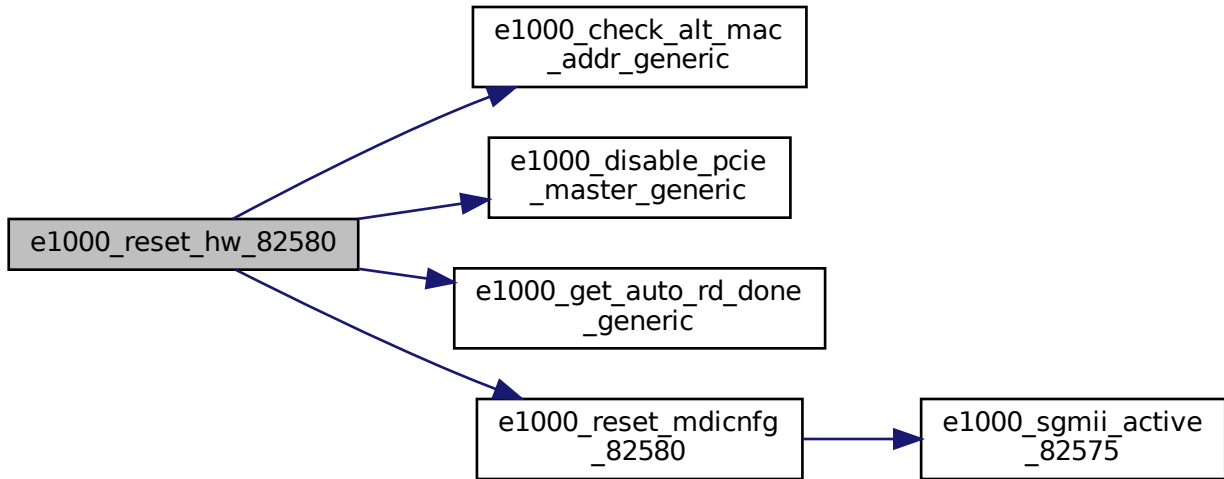 e1000_check_alt_mac
_addr_generic
e1000_disable_pcie
_master_generic
e1000_reset_hw_82580
e1000_get_auto_rd_done
_generic
e1000_reset_mdicnfg
_82580
e1000_sgmii_active
_82575